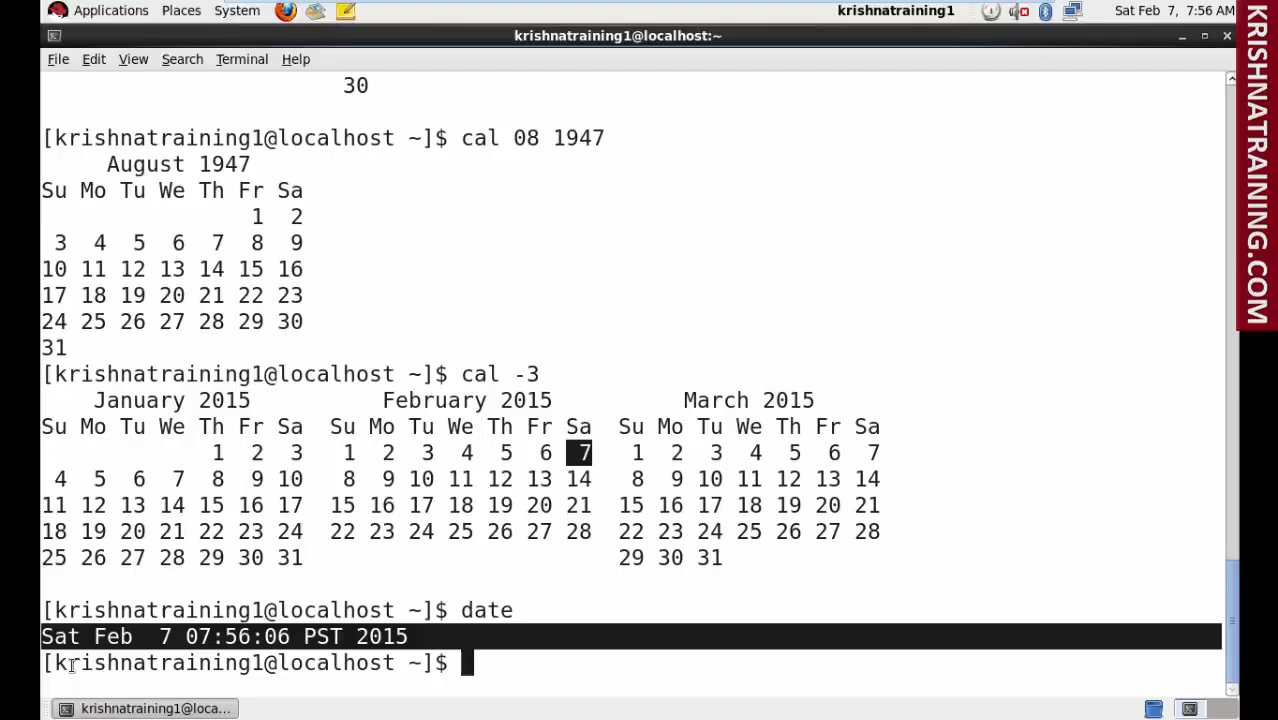 Applications Places System krishnatraining1 Sat Feb 7, 7:56 AM
krishnatraining1@localhost:~
File Edit View Search Terminal Help
30
[krishnatraining1@localhost ~]$ cal 08 1947
August 1947
Su Mo Tu We Th Fr Sa
1 2
3 4 5 6 7 8 9
10 11 12 13 14 15 16
17 18 19 20 21 22 23
24 25 26 27 28 29 30
31
[krishnatraining1@localhost ~]$ cal -3
January 2015 February 2015 March 2015
Su Mo Tu We Th Fr Sa Su Mo Tu We Th Fr Sa Su Mo Tu We Th Fr Sa
1 2 3 1 2 3 4 5 6 7 1 2 3 4 5 6 7
4 5 6 7 8 9 10 8 9 10 11 12 13 14 8 9 10 11 12 13 14
11 12 13 14 15 16 17 15 16 17 18 19 20 21 15 16 17 18 19 20 21
18 19 20 21 22 23 24 22 23 24 25 26 27 28 22 23 24 25 26 27 28
25 26 27 28 29 30 31 29 30 31
[krishnatraining1@localhost ~]$ date
Sat Feb 7 07:56:06 PST 2015
[krishnatraining1@localhost ~]$
krishnatraining1@loca...
KRISHNATRAINING.COM